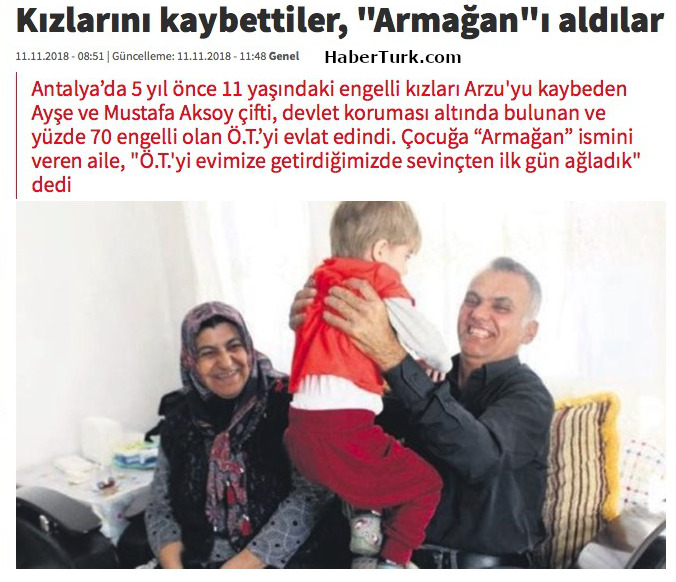 Kızlarını kaybettiler, "Armağan"ı aldılar
11.11.2018 - 08:51 | Güncelleme: 11.11.2018 - 11:48 Genel HaberTurk.com
Antalya’da 5 yıl önce 11 yaşındaki engelli kızları Arzu'yu kaybeden
Ayşe ve Mustafa Aksoy çifti, devlet koruması altında bulunan ve
yüzde 70 engelli olan Ö.T.’yi evlat edindi. Çocuğa “Armağan” ismini
veren aile, "Ö.T.'yi evimize getirdiğimizde sevinçten ilk gün ağladık"
dedi